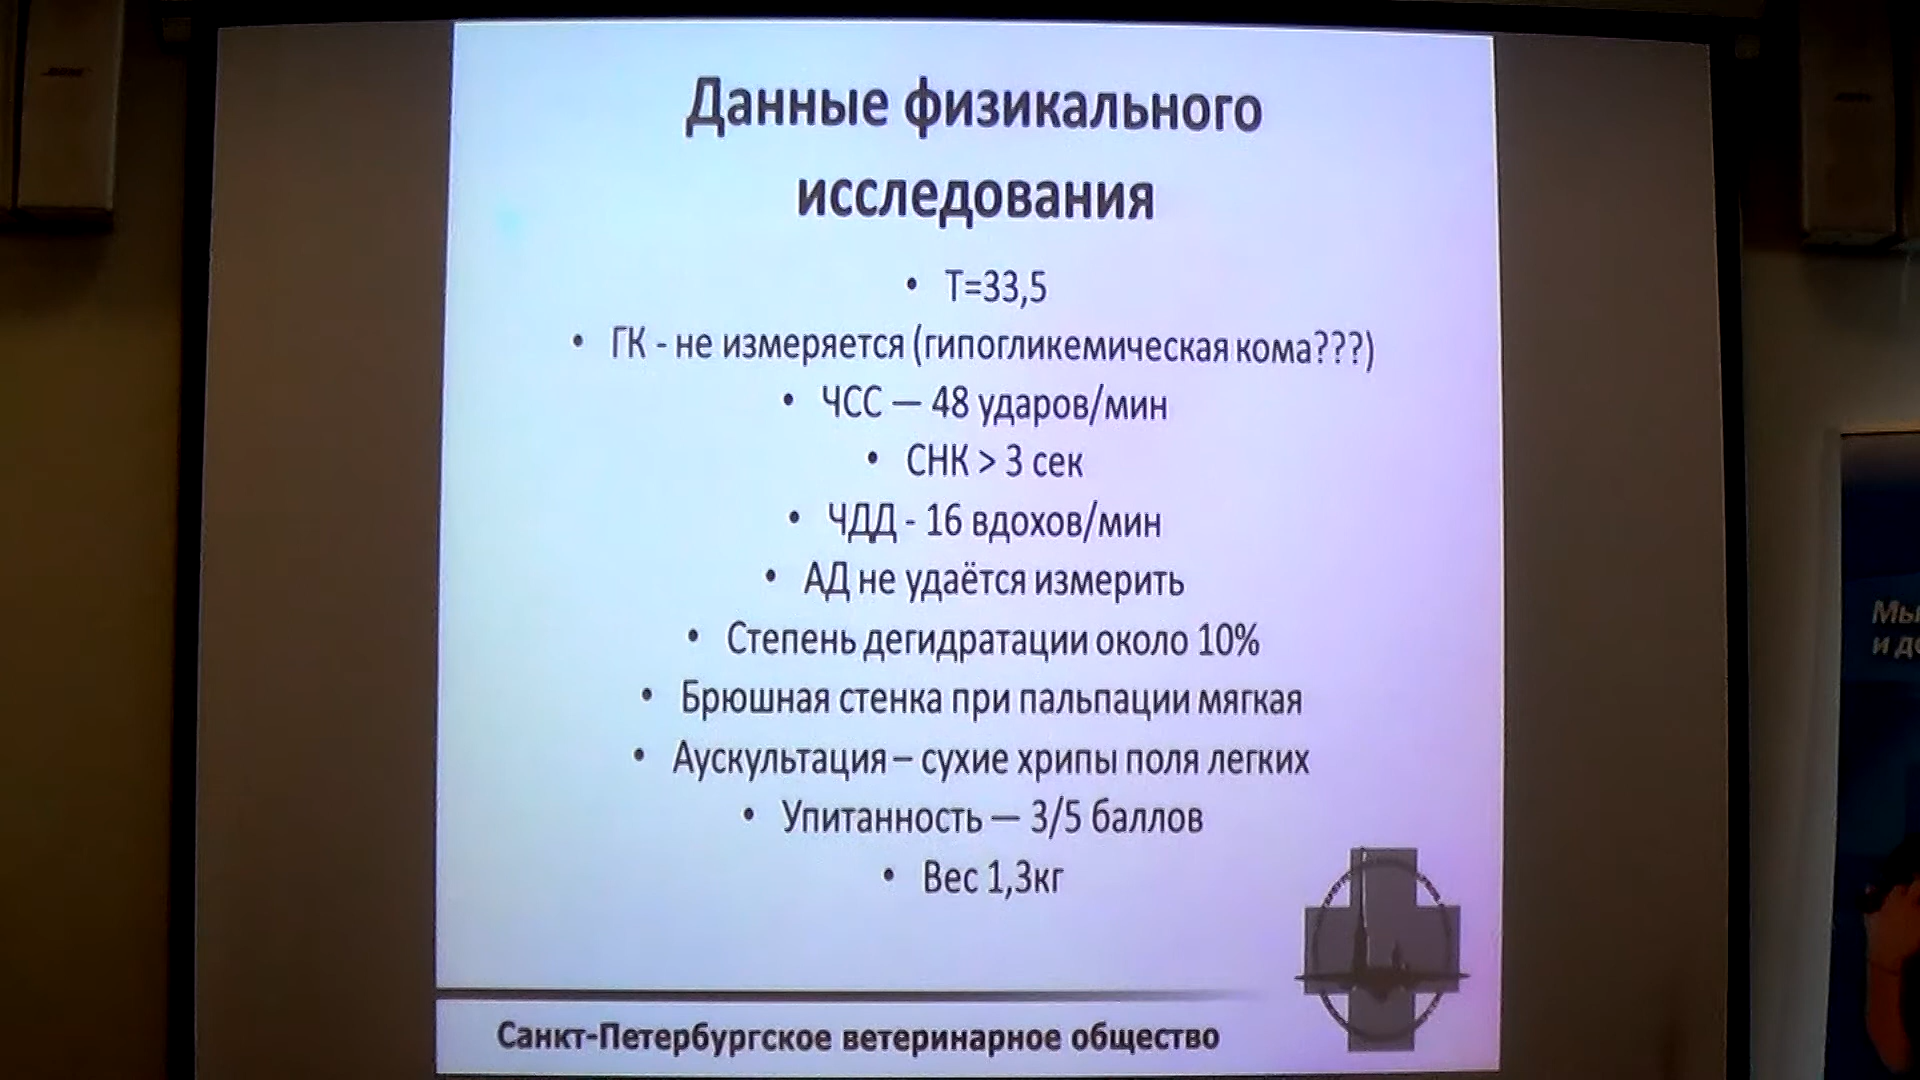 Данные физикального
исследования
• Т=33,5
• ГК - не измеряется (гипогликемическая кома???)
• ЧСС — 48 ударов/мин
• СНК > 3 сек
• ЧДД - 16 вдохов/мин
• АД не удаётся измерить
• Степень дегидратации около 10%
• Брюшная стенка при пальпации мягкая
• Аускультация – сухие хрипы поля легких
• Упитанность — 3/5 баллов
• Вес 1,3кг
Санкт-Петербургское ветеринарное общество
Мы
и